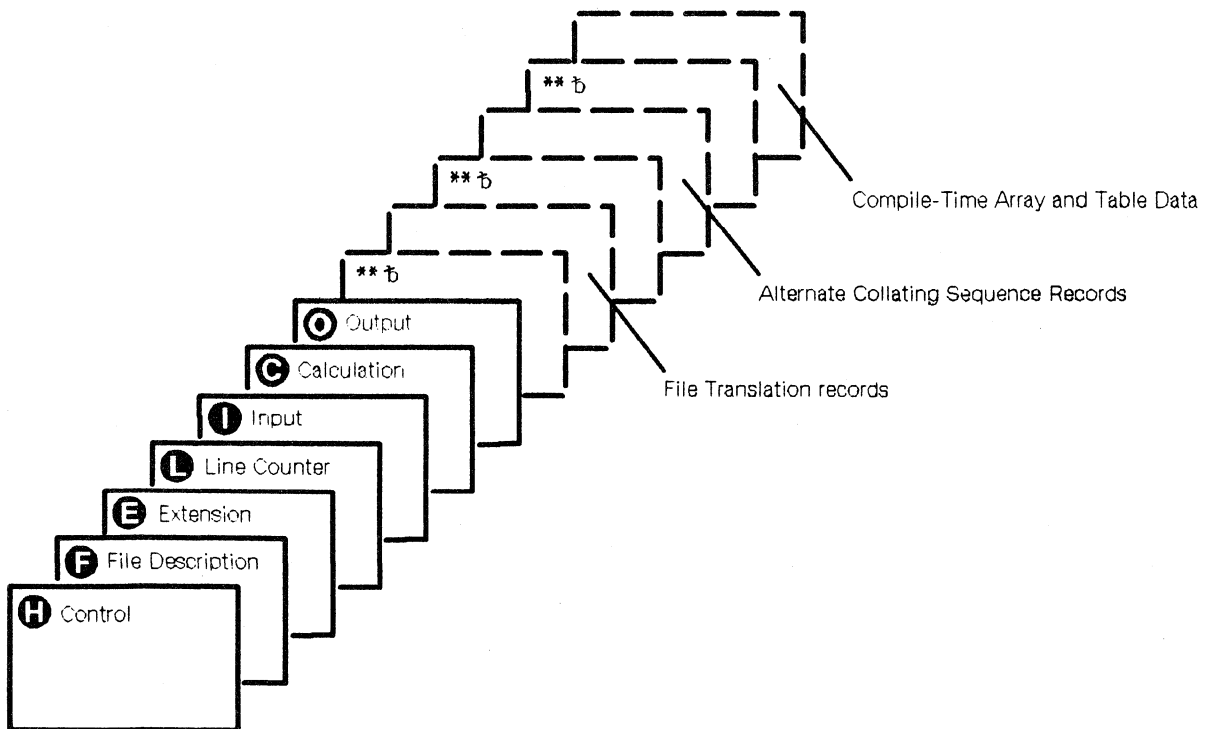 ** ƀ
** ƀ
Compile-Time Array and Table Data
** ƀ
Alternate Collating Sequence Records
O Output
C Calculation
File Translation records
I Input
L Line Counter
E Extension
F File Description
H Control